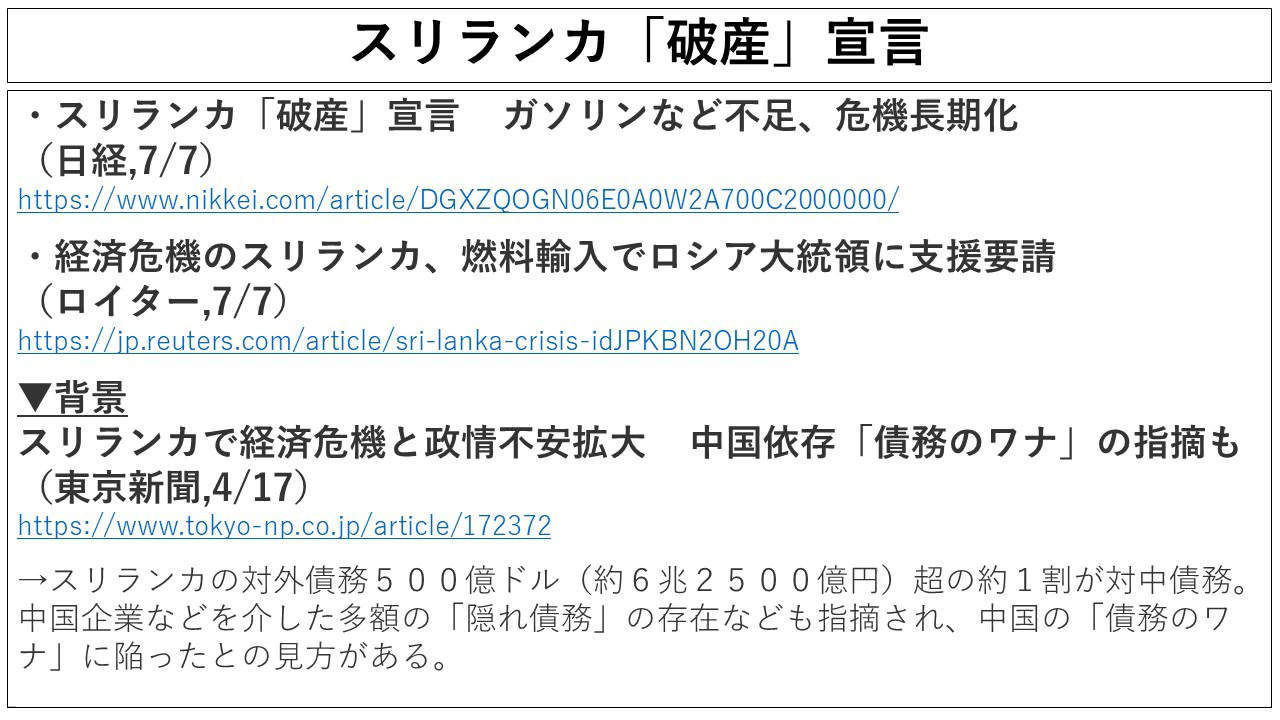 スリランカ「破産」宣言
・スリランカ「破産」宣言　ガソリンなど不足、危機長期化
（日経,7/7）
https://www.nikkei.com/article/DGXZQOGN06E0A0W2A700C2000000/
・経済危機のスリランカ、燃料輸入でロシア大統領に支援要請
（ロイター,7/7）
https://jp.reuters.com/article/sri-lanka-crisis-idJPKBN2OH20A
▼背景
スリランカで経済危機と政情不安拡大　中国依存「債務のワナ」の指摘も
（東京新聞,4/17）
https://www.tokyo-np.co.jp/article/172372
→スリランカの対外債務５００億ドル（約６兆２５００億円）超の約１割が対中債務。
中国企業などを介した多額の「隠れ債務」の存在なども指摘され、中国の「債務のワ
ナ」に陥ったとの見方がある。